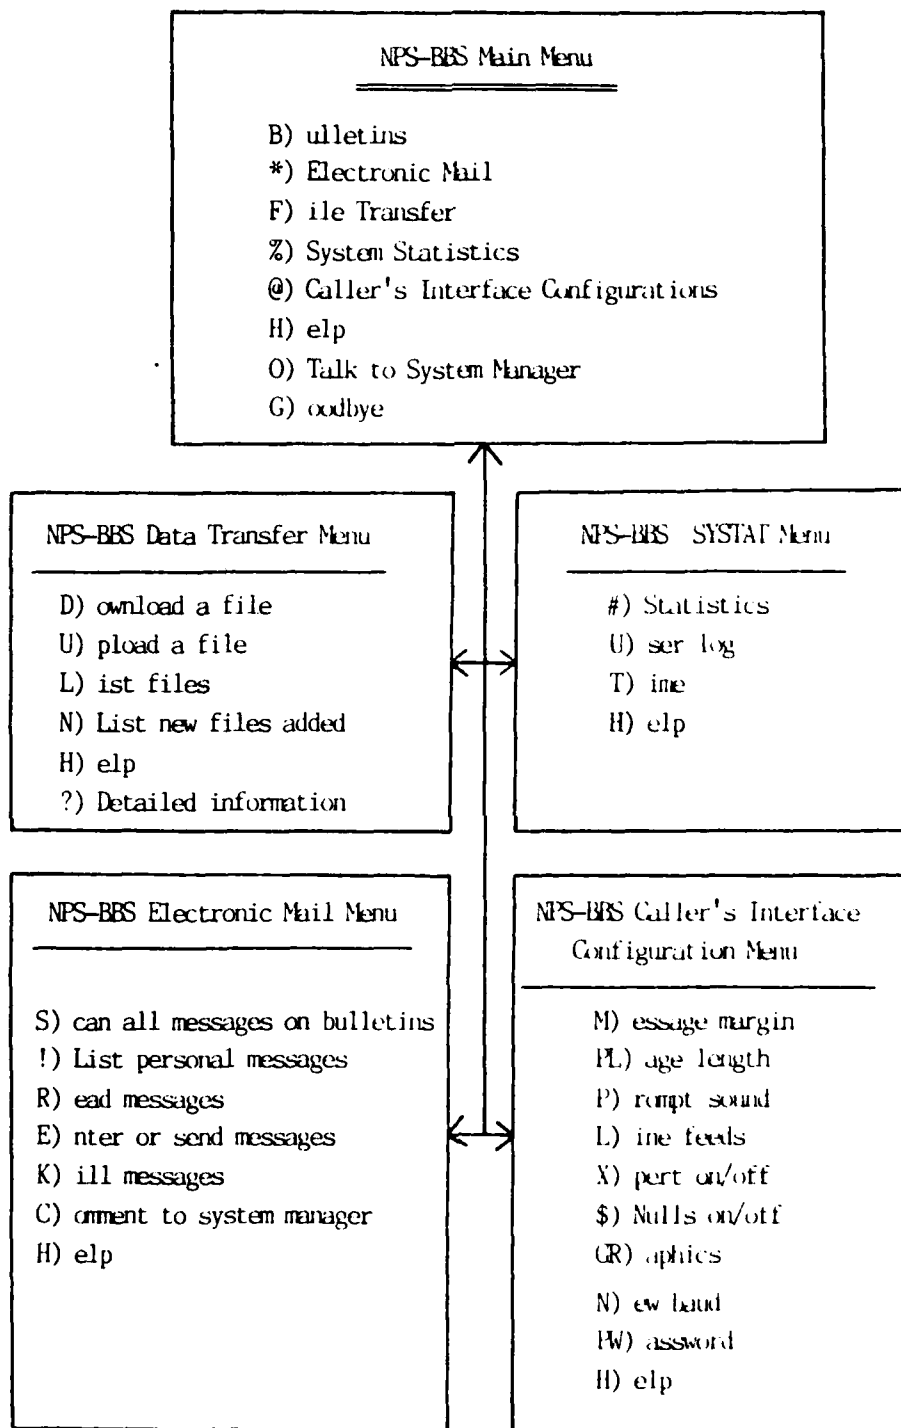 NPS-BBS Main Menu
B) ulletins
*) Electronic Mail
F) ile Transfer
%) System Statistics
@) Caller's Interface Configurations
H) elp
O) Talk to System Manager
G) oodbye
NPS-BBS Data Transfer Menu
D) ownload a file
U) pload a file
L) ist files
N) List new files added
H) elp
?) Detailed information
NPS-BBS SYSTAT Menu
#) Statistics
U) ser log
T) ime
H) elp
NPS-BBS Electronic Mail Menu
S) can all messages on bulletins
!) List personal messages
R) ead messages
E) nter or send messages
K) ill messages
C) omment to system manager
H) elp
NPS-BBS Caller's Interface
Configuration Menu
M) essage margin
PL) age length
P) rompt sound
L) ine feeds
X) pert on/off
$) Nulls on/off
GR) aphics
N) ew baud
PW) assword
H) elp